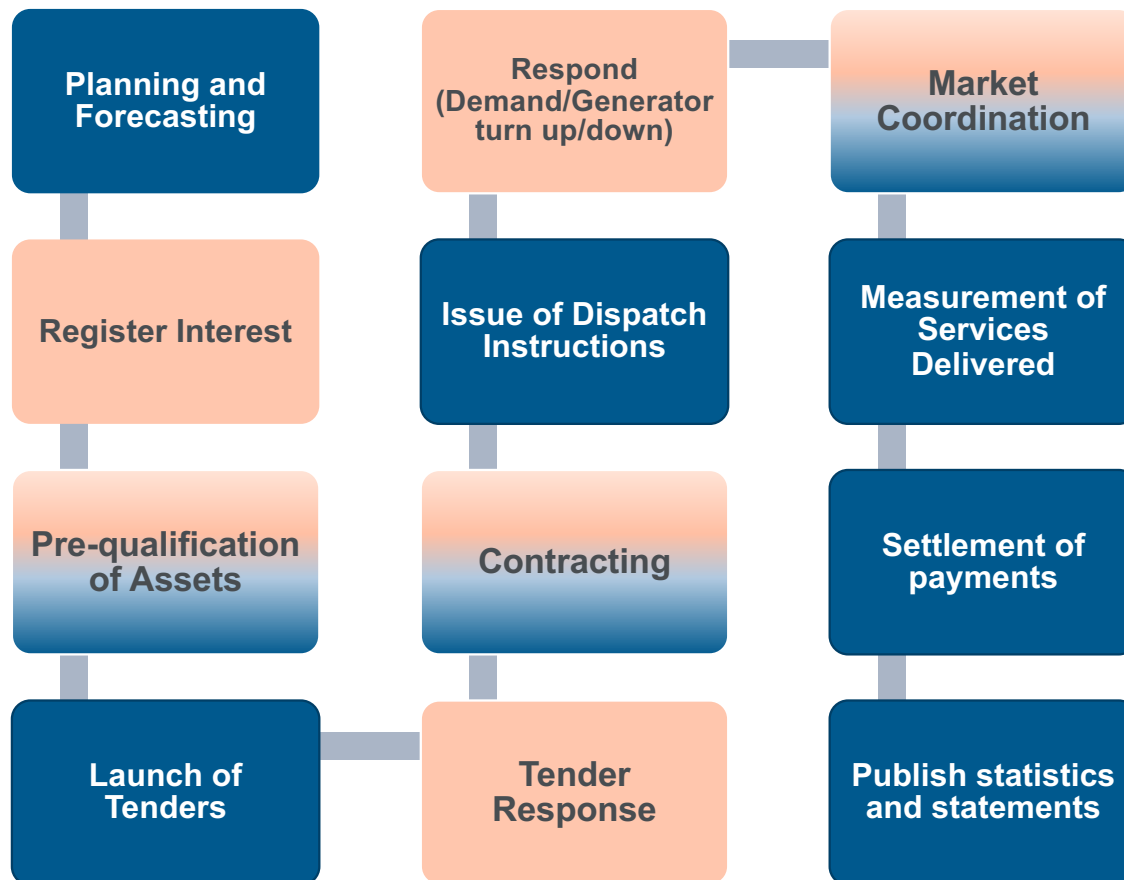 Planning and
Forecasting
Register Interest
Pre-qualification
of Assets
Launch of
Tenders
Tender
Response
Contracting
Issue of Dispatch
Instructions
Respond
(Demand/Generator
turn up/down)
Market
Coordination
Measurement of
Services
Delivered
Settlement of
payments
Publish statistics
and statements